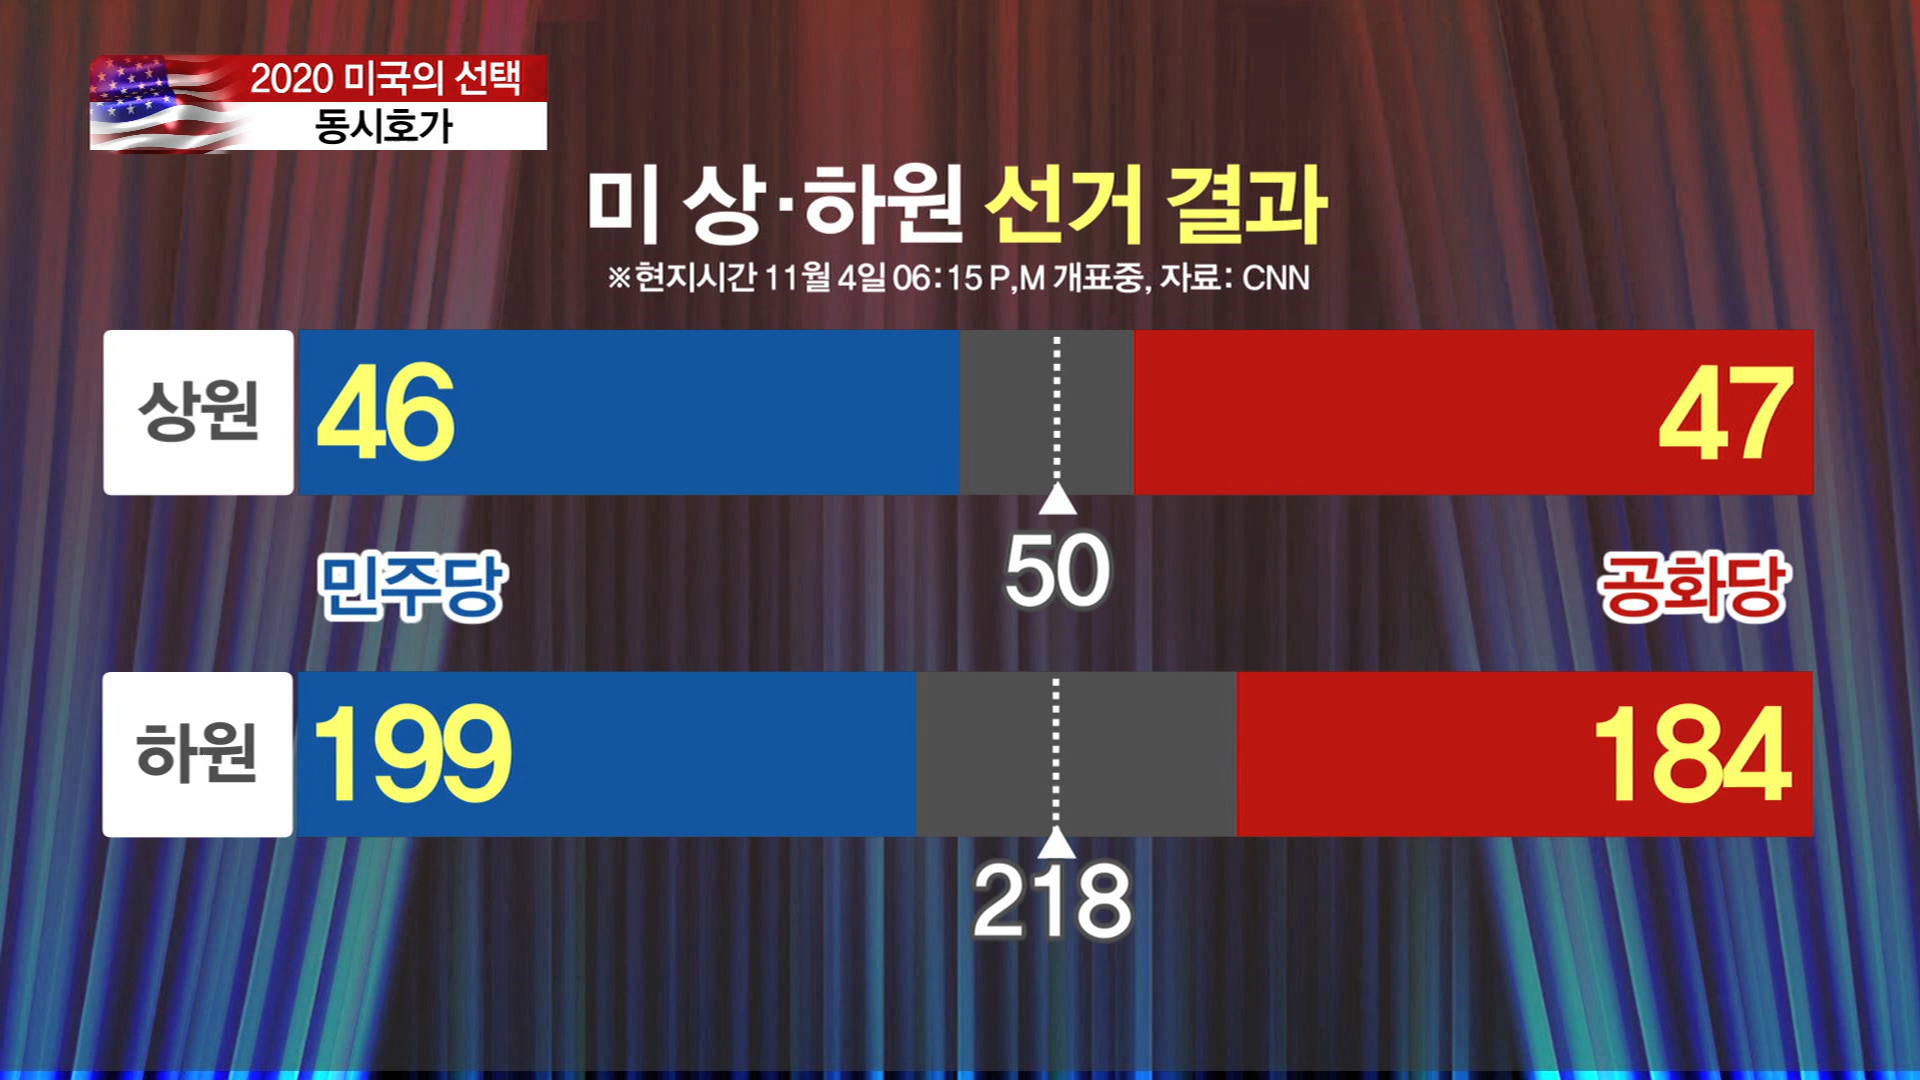 2020 미국의 선택
동시호가
미 상·하원 선거 결과
※현지시간 11월 4일 06:15 P,M 개표중, 자료: CNN
상원
46
47
50
민주당
공화당
하원
199
184
218